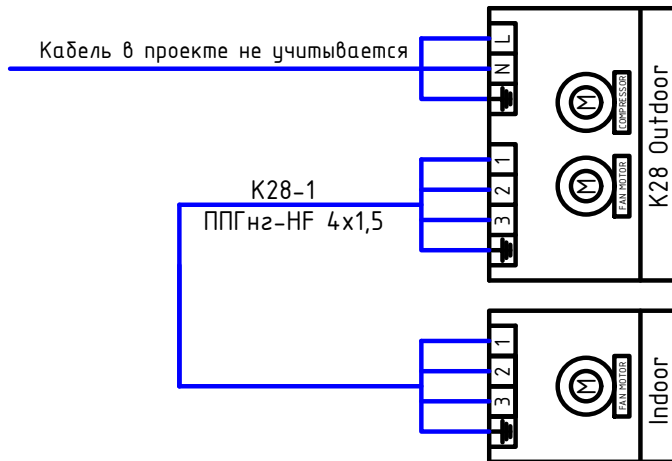 Кабель в проекте не учитывается
L
N
M
COMPRESSOR
K28 Outdoor
1
2
3
M
FAN MOTOR
K28-1
ППГнг-HF 4x1,5
1
2
3
M
FAN MOTOR
Indoor